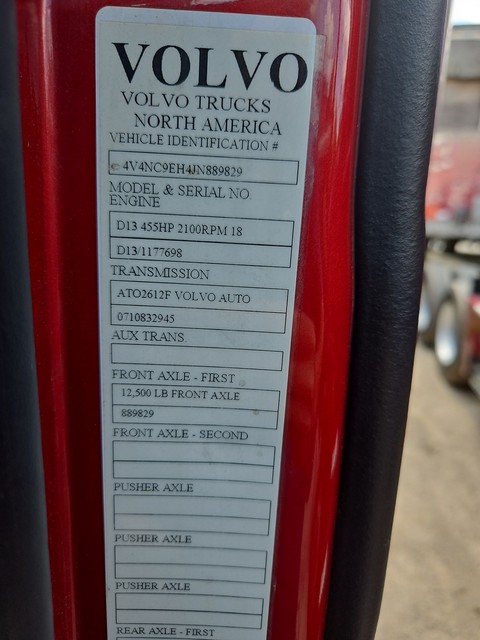 VOLVO
VOLVO TRUCKS
NORTH AMERICA
VEHICLE IDENTIFICATION #
4V4NC9EH4JN889829
MODEL & SERIAL NO.
ENGINE
D13 455HP 2100RPM 18
D13/1177698
TRANSMISSION
ATO2612F VOLVO AUTO
0710832945
AUX TRANS.
FRONT AXLE - FIRST
12,500 LB FRONT AXLE
889829
FRONT AXLE - SECOND
PUSHER AXLE
PUSHER AXLE
PUSHER AXLE
REAR AXLE - FIRST